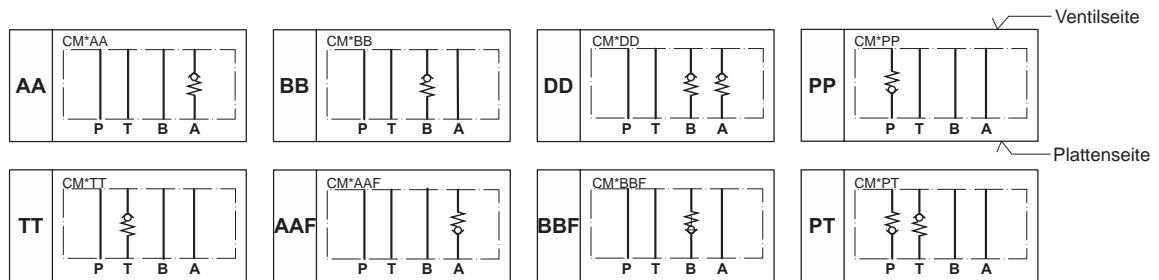 Ventilseite
AA
CM*AA
P T B A
BB
CM*BB
P T B A
DD
CM*DD
P T B A
PP
CM*PP
P T B A
Plattenseite
TT
CM*TT
P T B A
AAF
CM*AAF
P T B A
BBF
CM*BBF
P T B A
PT
CM*PT
P T B A